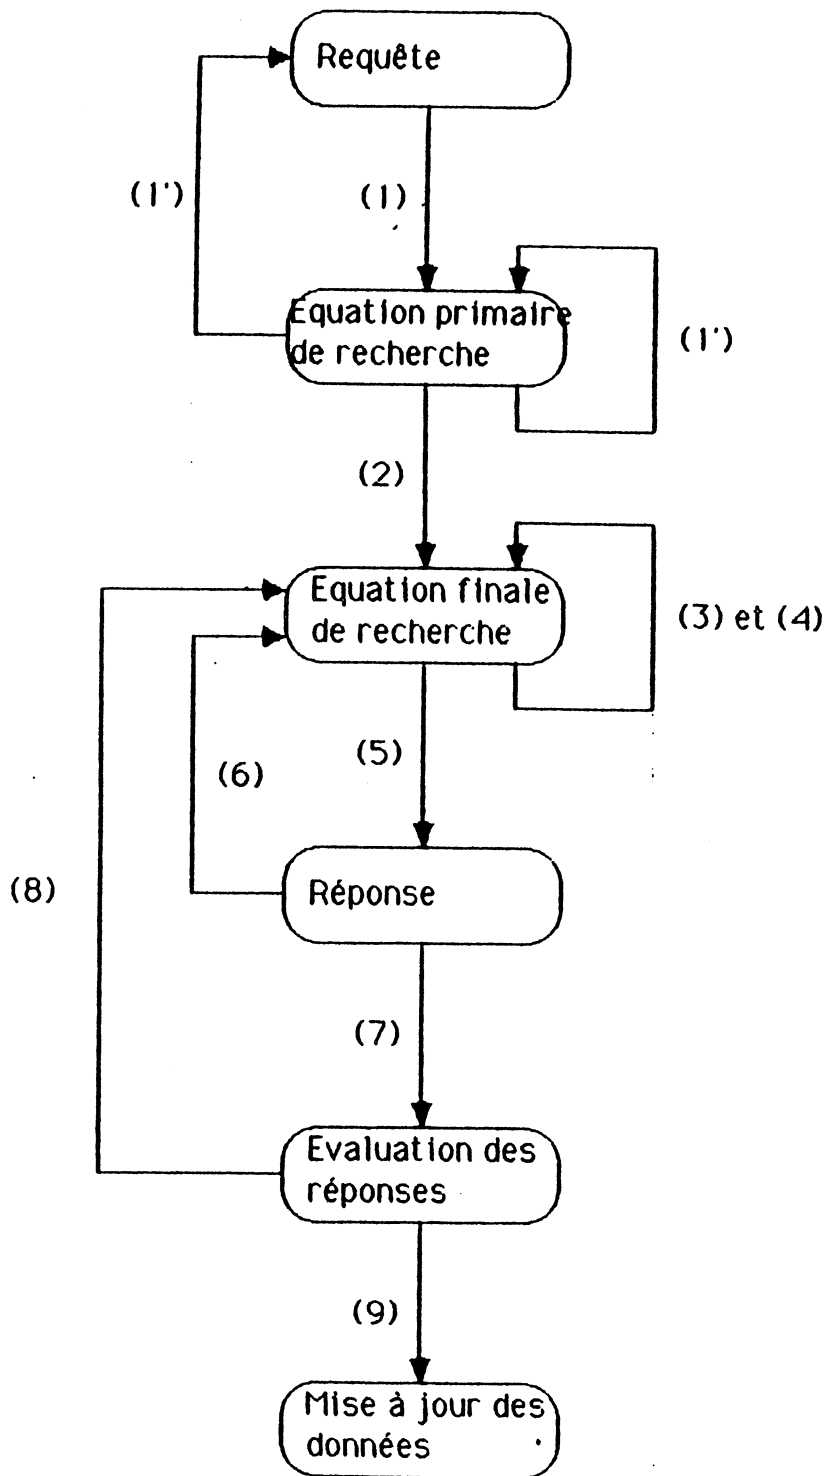 Requête
(1')
(1)
Equation primaire
de recherche
(1')
(2)
Equation finale
de recherche
(3) et (4)
(5)
(6)
Réponse
(8)
(7)
Evaluation des
réponses
(9)
Mise à jour des
données